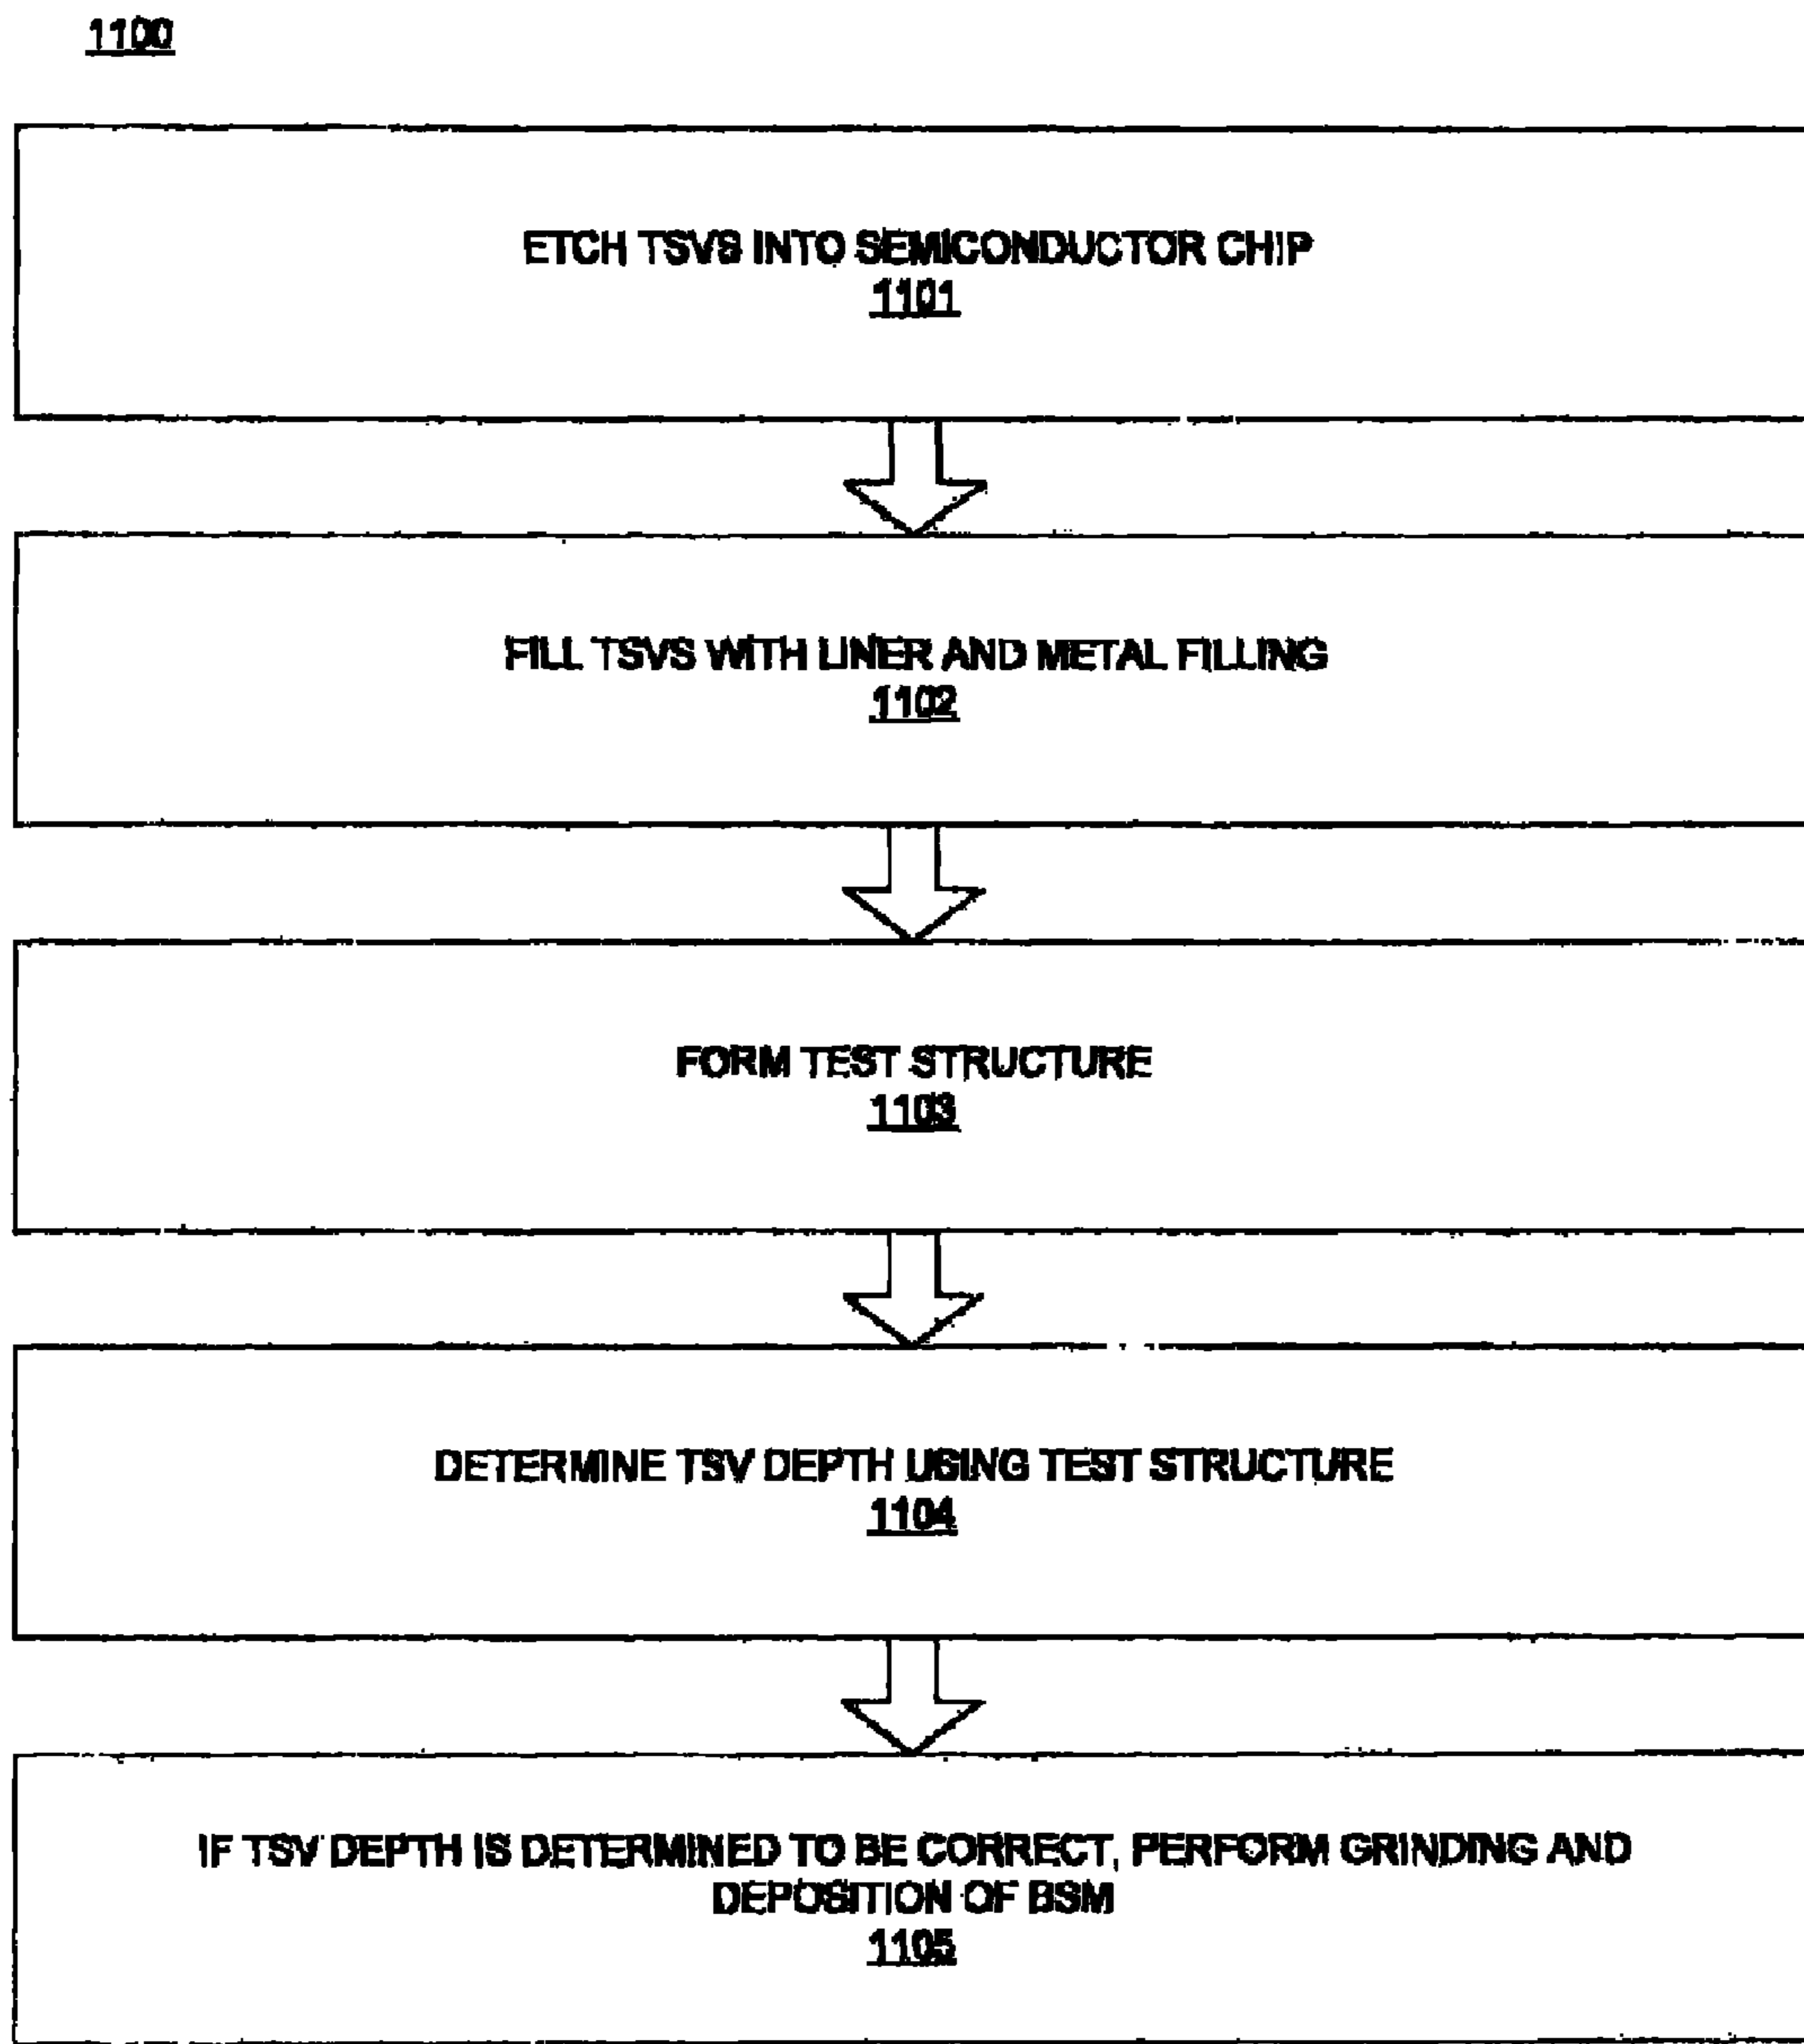 1100
ETCH TSVS INTO SEMICONDUCTOR CHIP
1101
FILL TSVS WITH LINER AND METAL FILLING
1102
FORM TEST STRUCTURE
1103
DETERMINE TSV DEPTH USING TEST STRUCTURE
1104
IF TSV DEPTH IS DETERMINED TO BE CORRECT, PERFORM GRINDING AND
DEPOSITION OF BSM
1105